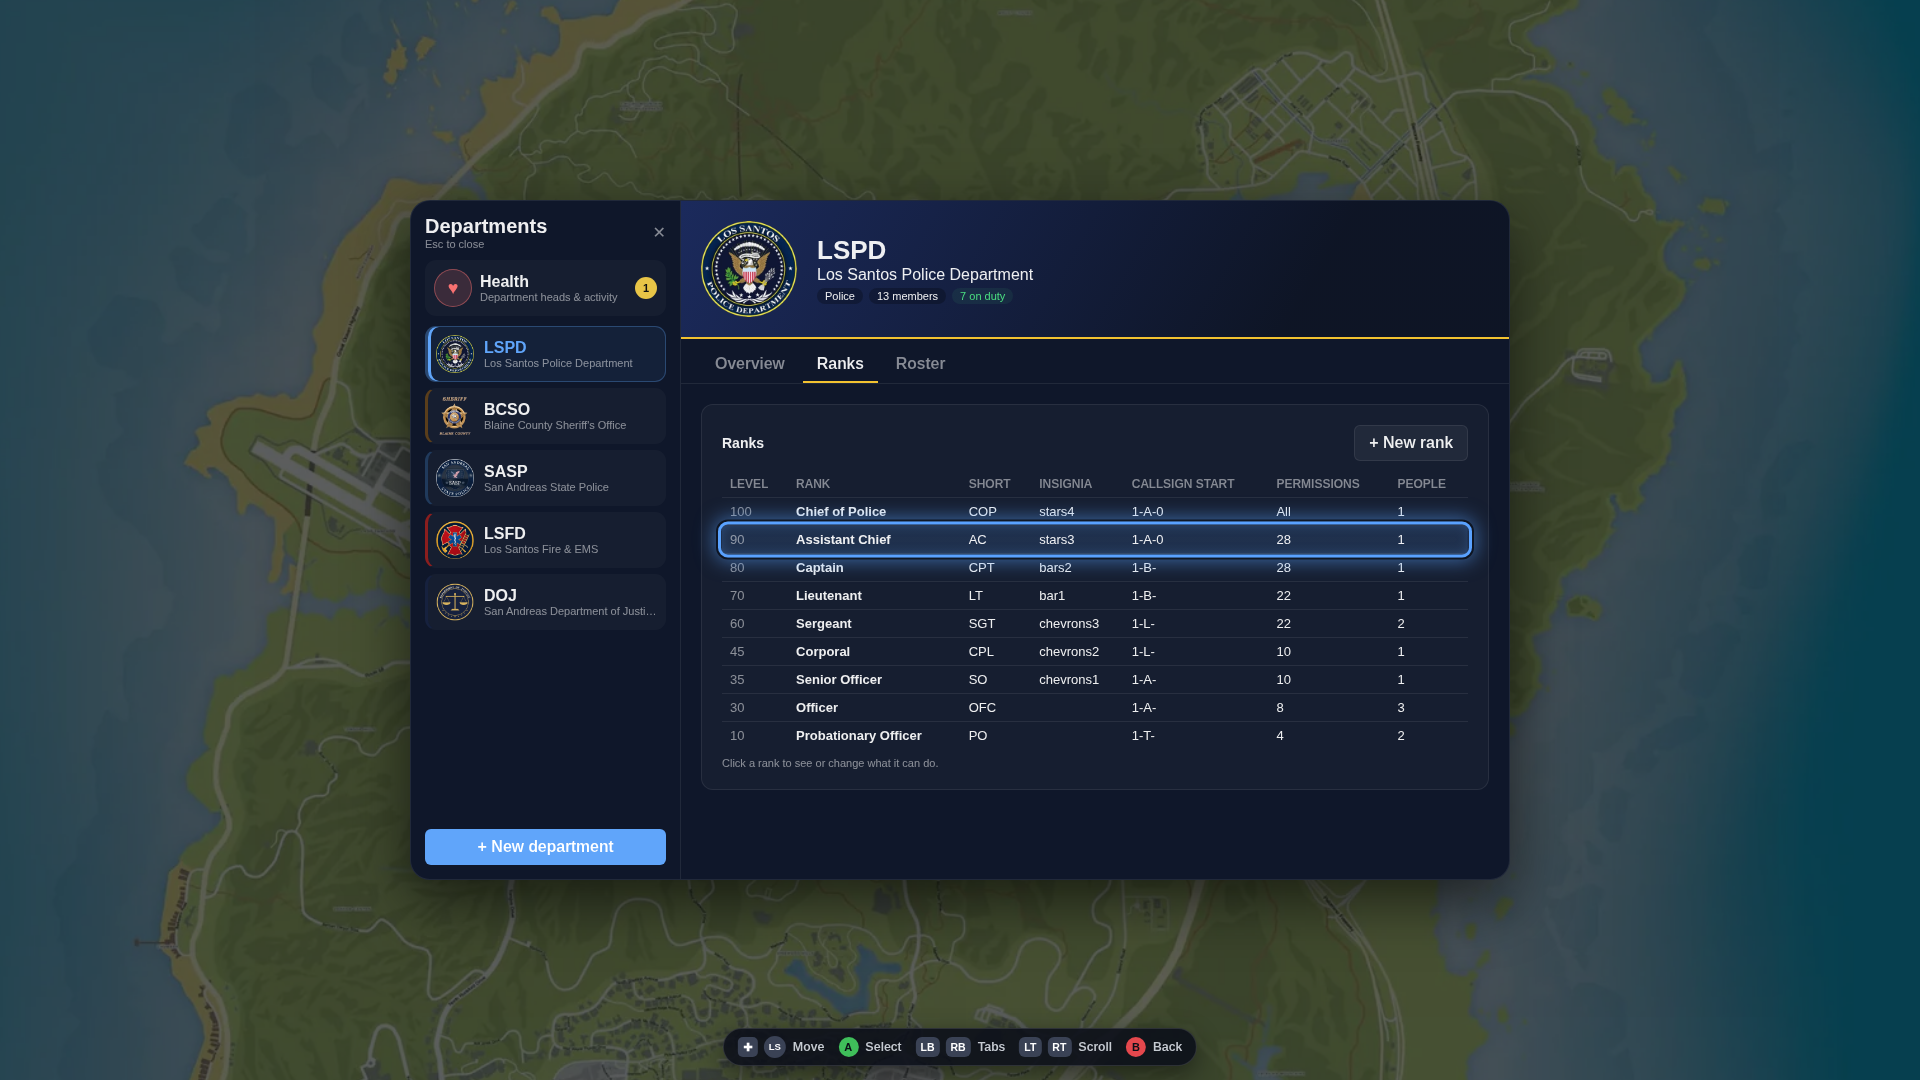 Departments
Esc to close
✕
♥
Health
Department heads & activity
1
LSPD
Los Santos Police Department
SHERIFF
BLAINE COUNTY
BCSO
Blaine County Sheriff's Office
SASP
San Andreas State Police
LSFD
Los Santos Fire & EMS
DOJ
San Andreas Department of Justi...
+ New department
LOS SANTOS
POLICE DEPARTMENT
LSPD
Los Santos Police Department
Police 13 members 7 on duty
Overview Ranks Roster
Ranks
+ New rank
LEVEL RANK SHORT INSIGNIA CALLSIGN START PERMISSIONS PEOPLE
100 Chief of Police COP stars4 1-A-0 All 1
90 Assistant Chief AC stars3 1-A-0 28 1
80 Captain CPT bars2 1-B- 28 1
70 Lieutenant LT bar1 1-B- 22 1
60 Sergeant SGT chevrons3 1-L- 22 2
45 Corporal CPL chevrons2 1-L- 10 1
35 Senior Officer SO chevrons1 1-A- 10 1
30 Officer OFC 1-A- 8 3
10 Probationary Officer PO 1-T- 4 2
Click a rank to see or change what it can do.
LS Move A Select LB RB Tabs LT RT Scroll B Back